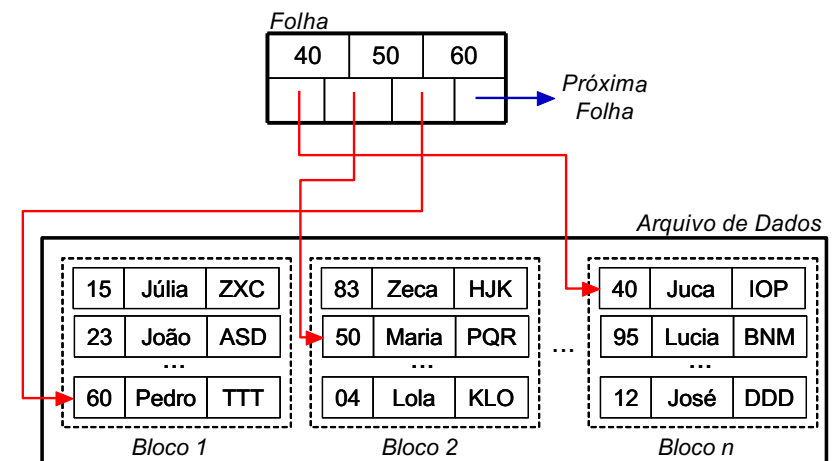 Folha
40 50 60
Próxima
Folha
Arquivo de Dados
15 Júlia ZXC
23 João ASD
...
60 Pedro TTT
Bloco 1
83 Zeca HJK
50 Maria PQR
...
04 Lola KLO
Bloco 2
...
40 Juca IOP
95 Lucia BNM
...
12 José DDD
Bloco n